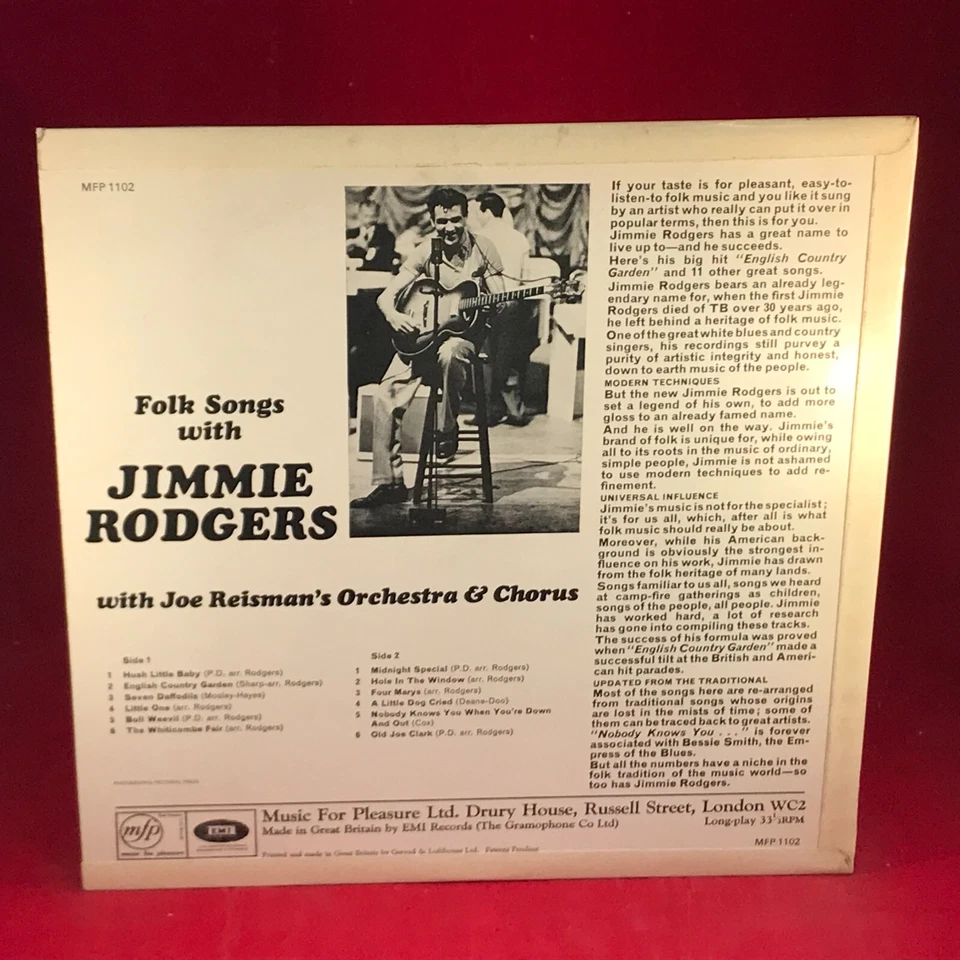 MFP 1102
Folk Songs
with
JIMMIE
RODGERS
with Joe Reisman's Orchestra & Chorus
Side 1
1 Hush Little Baby (P.D. arr. Rodgers)
2 English Country Garden (Sharp-arr. Rodgers)
3 Seven Daffodils (Mosley-Hayes)
4 Little One (arr. Rodgers)
5 Boll Weevil (P.D. arr. Rodgers)
6 The Whitincombe Fair (arr. Rodgers)
Side 2
1 Midnight Special (P.D. arr. Rodgers)
2 Hole In The Window (arr. Rodgers)
3 Four Marys (arr. Rodgers)
4 A Little Dog Cried (Deane-Doo)
5 Nobody Knows You When You're Down
And Out (Cox)
6 Old Joe Clark (P.D. arr. Rodgers)
If your taste is for pleasant, easy-to-
listen-to folk music and you like it sung
by an artist who really can put it over in
popular terms, then this is for you.
Jimmie Rodgers has a great name to
live up to—and he succeeds.
Here's his big hit "English Country
Garden" and 11 other great songs.
Jimmie Rodgers bears an already leg-
endary name for, when the first Jimmie
Rodgers died of TB over 30 years ago,
he left behind a heritage of folk music.
One of the great white blues and country
singers, his recordings still purvey a
purity of artistic integrity and honest,
down to earth music of the people.
MODERN TECHNIQUES
But the new Jimmie Rodgers is out to
set a legend of his own, to add more
gloss to an already famed name.
And he is well on the way. Jimmie's
brand of folk is unique for, while owing
all to its roots in the music of ordinary,
simple people, Jimmie is not ashamed
to use modern techniques to add re-
finement.
UNIVERSAL INFLUENCE
Jimmie's music is not for the specialist;
it's for us all, which, after all is what
folk music should really be about.
Moreover, while his American back-
ground is obviously the strongest in-
fluence on his work, Jimmie has drawn
from the folk heritage of many lands.
Songs familiar to us all, songs we heard
at camp-fire gatherings as children,
songs of the people, all people. Jimmie
has worked hard, a lot of research
has gone into compiling these tracks.
The success of his formula was proved
when "English Country Garden" made a
successful tilt at the British and Ameri-
can hit parades.
UPDATED FROM THE TRADITIONAL
Most of the songs here are re-arranged
from traditional songs whose origins
are lost in the mists of time; some of
them can be traced back to great artists.
"Nobody Knows You . . ." is forever
associated with Bessie Smith, the Em-
press of the Blues.
But all the numbers have a niche in the
folk tradition of the music world—so
too has Jimmie Rodgers.
mfp
music for pleasure
EMI
Music For Pleasure Ltd. Drury House, Russell Street, London WC2
Made in Great Britain by EMI Records (The Gramophone Co Ltd)
Long-play 33⅓ RPM
Printed and made in Great Britain by Garrod & Lofthouse Ltd. Patents Pending
MFP 1102